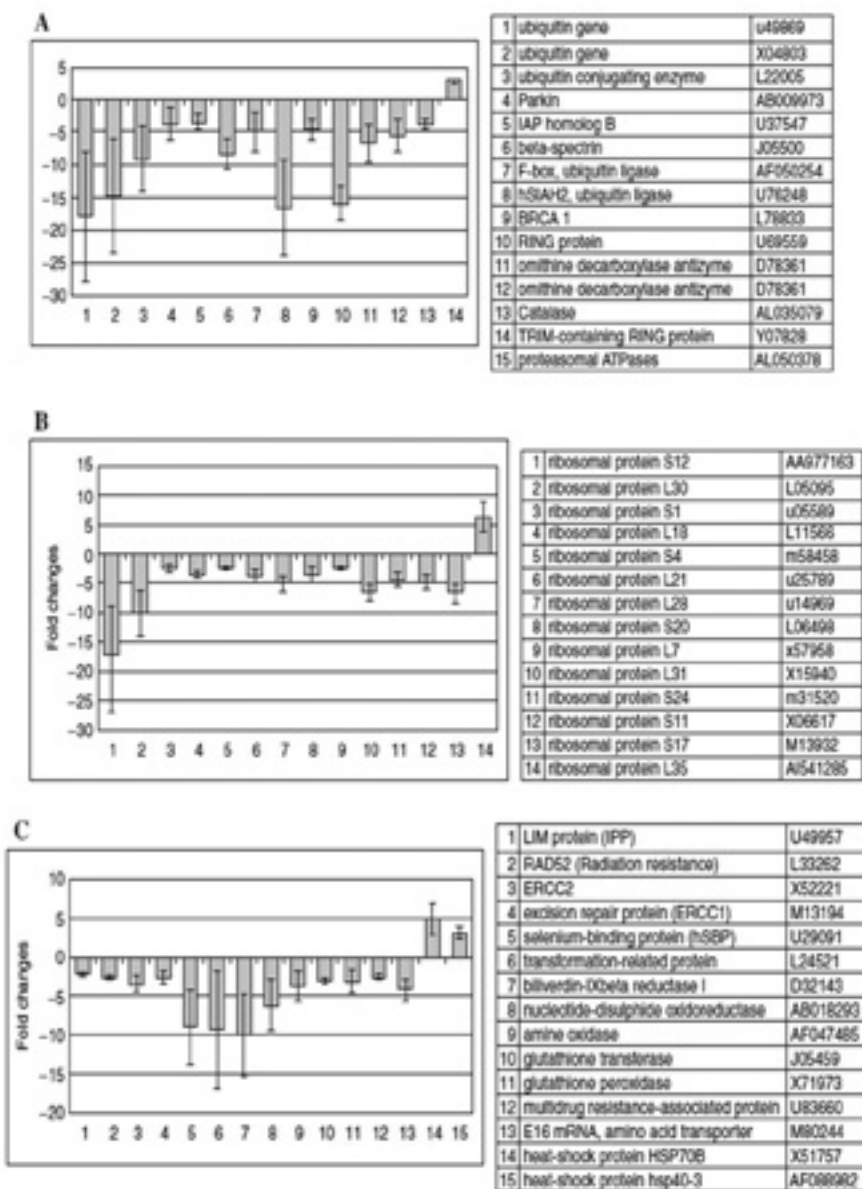 A
5
0
-5
-10
-15
-20
-25
-30
1 2 3 4 5 6 7 8 9 10 11 12 13 14
1 ubiquitin gene u49869
2 ubiquitin gene X04803
3 ubiquitin conjugating enzyme L22005
4 Parkin AB009973
5 IAP homolog B U37547
6 beta-spectrin J05500
7 F-box, ubiquitin ligase AF050254
8 hSIAH2, ubiquitin ligase U76248
9 BRCA 1 L78833
10 RING protein U69559
11 ornithine decarboxylase antizyme D78361
12 ornithine decarboxylase antizyme D78361
13 Catalase AL035079
14 TRIM-containing RING protein Y07828
15 proteasomal ATPases AL050378
B
Fold changes
15
10
5
0
-5
-10
-15
-20
-25
-30
1 2 3 4 5 6 7 8 9 10 11 12 13 14
1 ribosomal protein S12 AA977163
2 ribosomal protein L30 L05095
3 ribosomal protein S1 u05589
4 ribosomal protein L18 L11566
5 ribosomal protein S4 m58458
6 ribosomal protein L21 u25789
7 ribosomal protein L28 u14969
8 ribosomal protein S20 L06498
9 ribosomal protein L7 x57958
10 ribosomal protein L31 X15940
11 ribosomal protein S24 m31520
12 ribosomal protein S11 X06617
13 ribosomal protein S17 M13932
14 ribosomal protein L35 AI541285
C
Fold changes
10
5
0
-5
-10
-15
-20
1 2 3 4 5 6 7 8 9 10 11 12 13 14 15
1 LIM protein (IPP) U49957
2 RAD52 (Radiation resistance) L33262
3 ERCC2 X52221
4 excision repair protein (ERCC1) M13194
5 selenium-binding protein (hSBP) U29091
6 transformation-related protein L24521
7 biliverdin-IXbeta reductase I D32143
8 nucleotide-disulphide oxidoreductase AB018293
9 amine oxidase AF047485
10 glutathione transferase J05459
11 glutathione peroxidase X71973
12 multidrug resistance-associated protein U83660
13 E16 mRNA, amino acid transporter M80244
14 heat-shock protein HSP70B X51757
15 heat-shock protein hsp40-3 AF088982